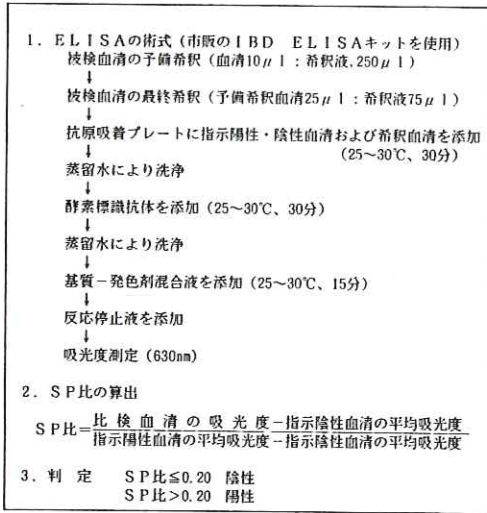 1．ELISAの術式（市販のIBD　ELISAキットを使用）
被検血清の予備希釈（血清10μl：希釈液,250μl）
↓
被検血清の最終希釈（予備希釈血清25μl：希釈液75μl）
↓
抗原吸着プレートに指示陽性・陰性血清および希釈血清を添加
↓　（25〜30℃、30分）
蒸留水により洗浄
↓
酵素標識抗体を添加（25〜30℃、30分）
↓
蒸留水により洗浄
↓
基質－発色剤混合液を添加（25〜30℃、15分）
↓
反応停止液を添加
↓
吸光度測定（630nm）
2．SP比の算出
SP比＝
比検血清の吸光度－指示陰性血清の平均吸光度
指示陽性血清の平均吸光度－指示陰性血清の平均吸光度
3．判　定　SP比≦0.20　陰性
SP比＞0.20　陽性